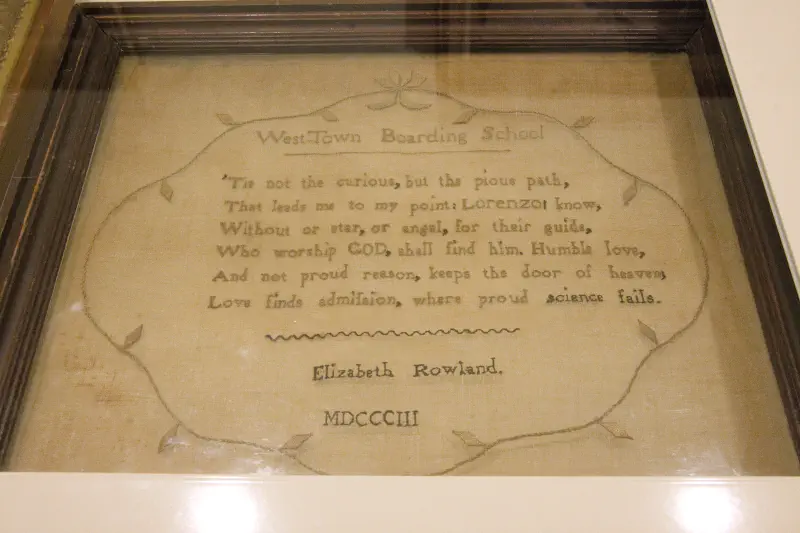 West-Town Boarding School
'Tis not the curious, but the pious path,
That leads me to my point: Lorenzo! know,
Without or star, or angel, for their guide,
Who worship GOD, shall find him. Humble love,
And not proud reason, keeps the door of heaven;
Love finds admiſsion, where proud science fails.
Elizabeth Rowland.
MDCCCIII